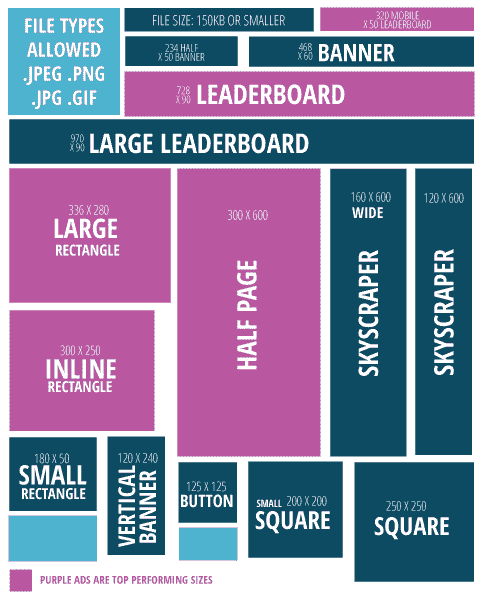 FILE TYPES
ALLOWED
.JPEG .PNG
.JPG .GIF
FILE SIZE: 150KB OR SMALLER
320 MOBILE
X 50 LEADERBOARD
234 HALF
X 50 BANNER
468
X 60 BANNER
728
X 90 LEADERBOARD
970
X 90 LARGE LEADERBOARD
336 X 280
LARGE
RECTANGLE
300 X 600
HALF PAGE
160 X 600
WIDE
SKYSCRAPER
120 X 600
SKYSCRAPER
300 X 250
INLINE
RECTANGLE
180 X 50
SMALL
RECTANGLE
120 X 240
VERTICAL
BANNER
125 X 125
BUTTON
SMALL 200 X 200
SQUARE
250 X 250
SQUARE
PURPLE ADS ARE TOP PERFORMING SIZES